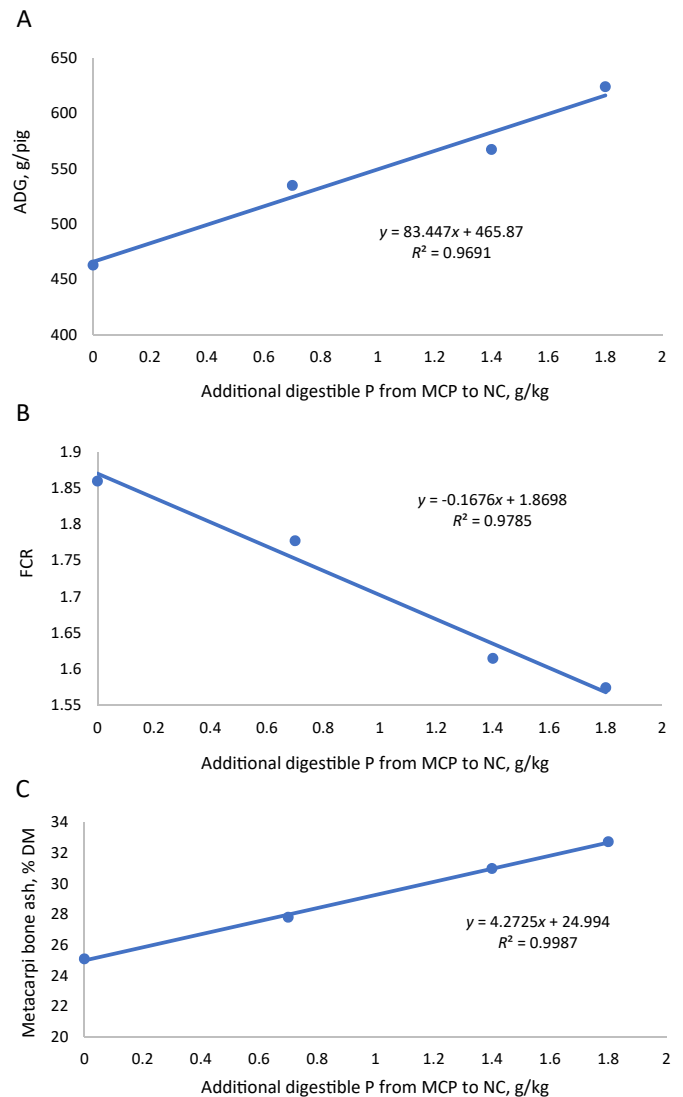 A
650
600
550
500
450
400
ADG, g/pig
y = 83.447x + 465.87
R² = 0.9691
0 0.2 0.4 0.6 0.8 1 1.2 1.4 1.6 1.8 2
Additional digestible P from MCP to NC, g/kg
B
1.9
1.85
1.8
1.75
1.7
1.65
1.6
1.55
FCR
y = -0.1676x + 1.8698
R² = 0.9785
0 0.2 0.4 0.6 0.8 1 1.2 1.4 1.6 1.8 2
Additional digestible P from MCP to NC, g/kg
C
34
32
30
28
26
24
22
20
Metacarpi bone ash, % DM
y = 4.2725x + 24.994
R² = 0.9987
0 0.2 0.4 0.6 0.8 1 1.2 1.4 1.6 1.8 2
Additional digestible P from MCP to NC, g/kg